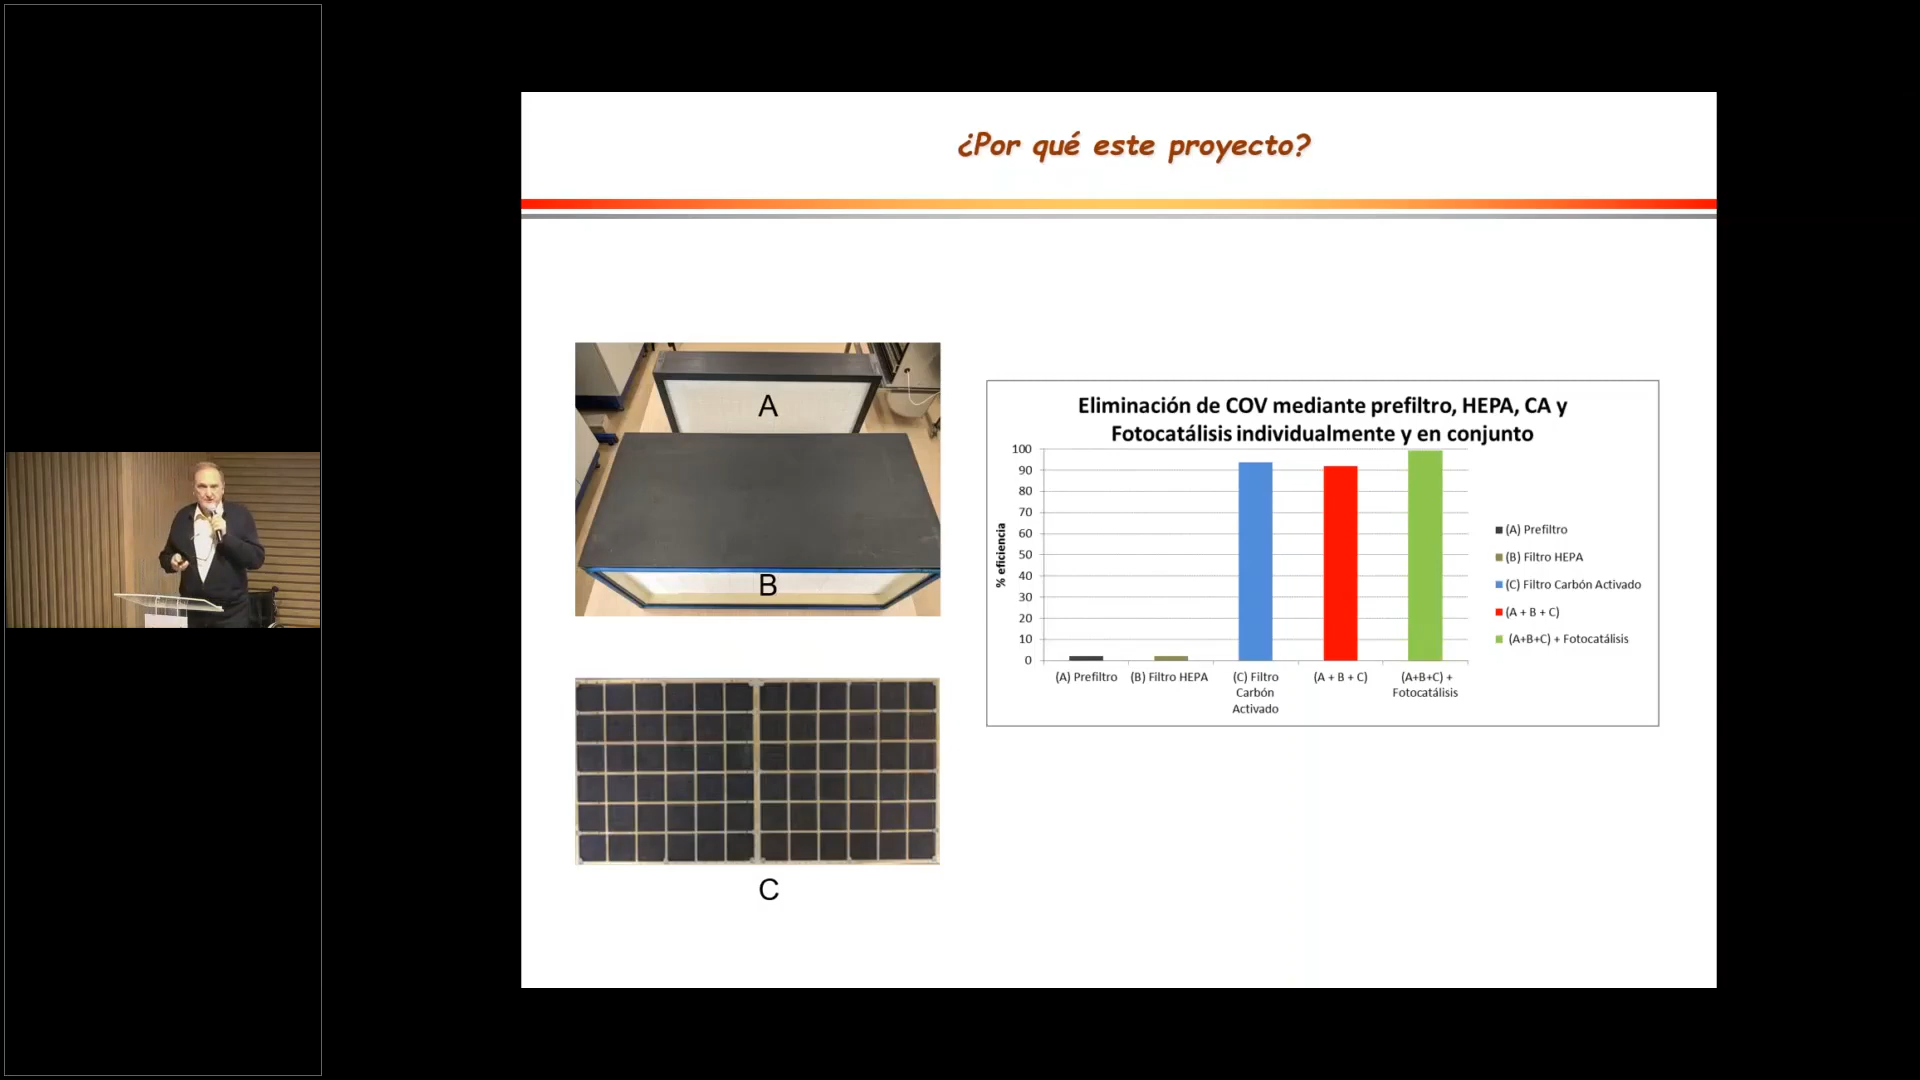 ¿Por qué este proyecto?
A
B
C
Eliminación de COV mediante prefiltro, HEPA, CA y
Fotocatálisis individualmente y en conjunto
% eficiencia
100
90
80
70
60
50
40
30
20
10
0
(A) Prefiltro
(B) Filtro HEPA
(C) Filtro
Carbón
Activado
(A + B + C)
(A+B+C) +
Fotocatálisis
(A) Prefiltro
(B) Filtro HEPA
(C) Filtro Carbón Activado
(A + B + C)
(A+B+C) + Fotocatálisis